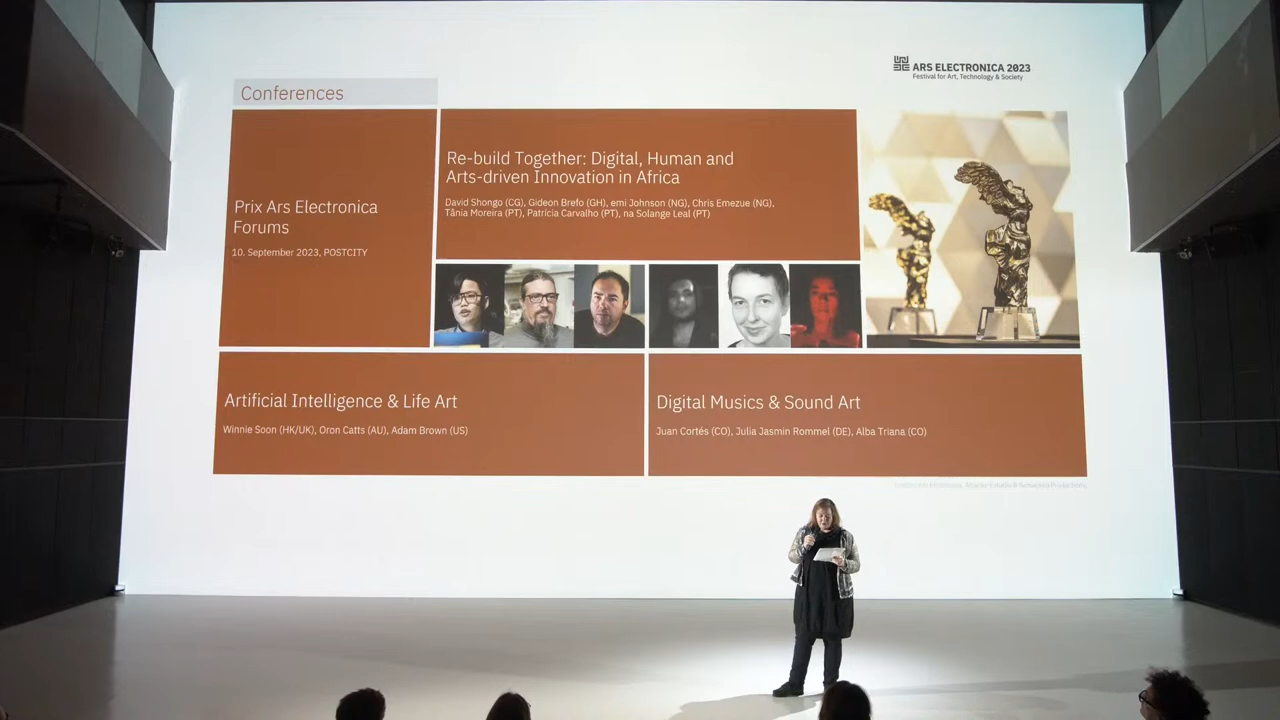 ARS ELECTRONICA 2023
Festival for Art, Technology & Society
Conferences
Prix Ars Electronica
Forums
10. September 2023, POSTCITY
Re-build Together: Digital, Human and
Arts-driven Innovation in Africa
David Shongo (CG), Gideon Brefo (GH), emi Johnson (NG), Chris Emezue (NG),
Tânia Moreira (PT), Patrícia Carvalho (PT), na Solange Leal (PT)
Artificial Intelligence & Life Art
Winnie Soon (HK/UK), Oron Catts (AU), Adam Brown (US)
Digital Musics & Sound Art
Juan Cortés (CO), Julia Jasmin Rommel (DE), Alba Triana (CO)